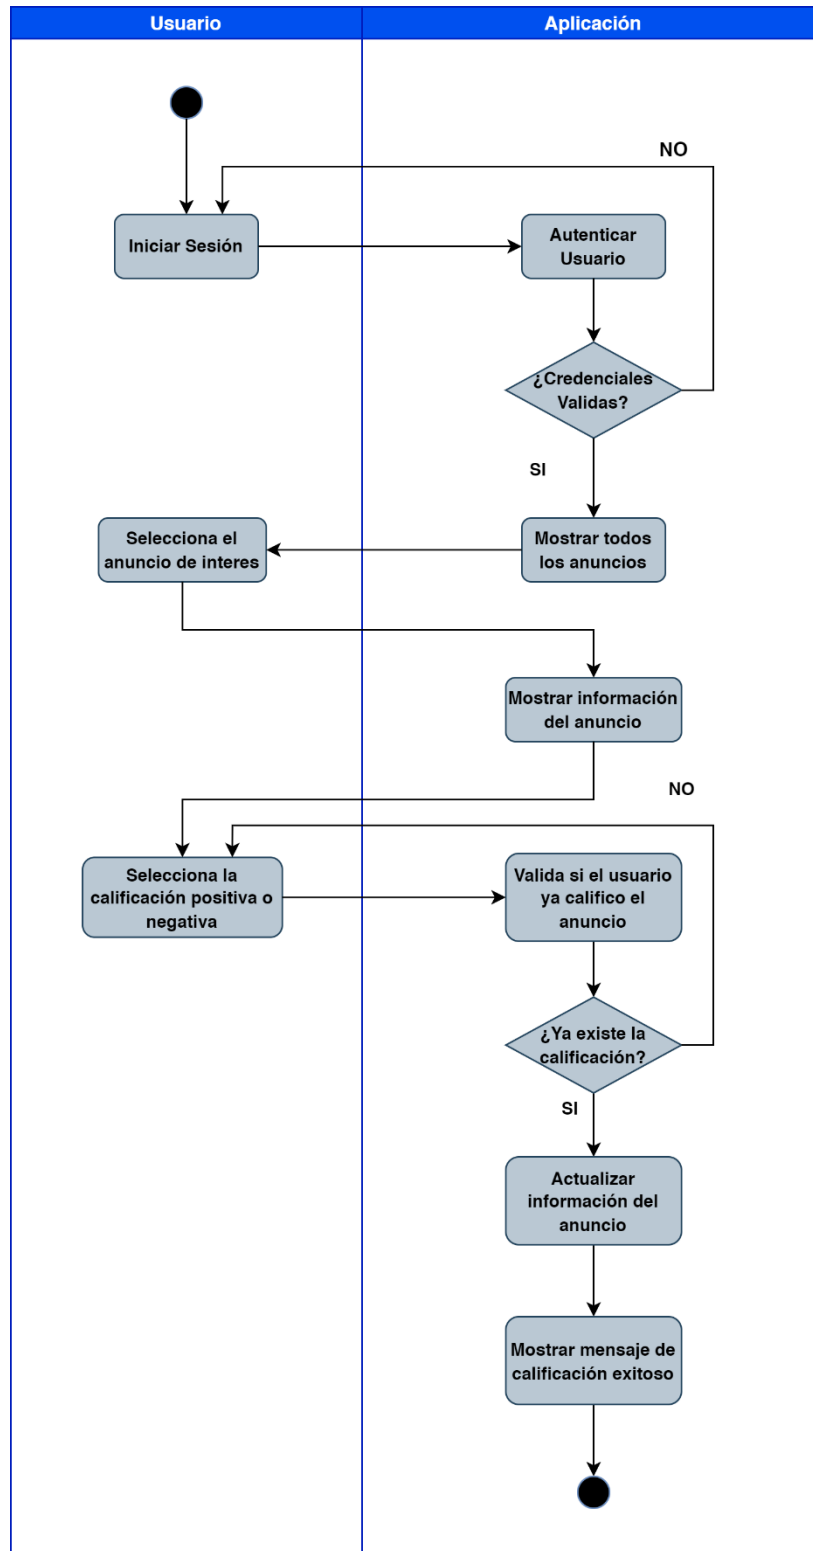 Usuario
Aplicación
NO
Iniciar Sesión
Autenticar
Usuario
¿Credenciales
Validas?
SI
Selecciona el
anuncio de interes
Mostrar todos
los anuncios
Mostrar información
del anuncio
NO
Selecciona la
calificación positiva o
negativa
Valida si el usuario
ya califico el
anuncio
¿Ya existe la
calificación?
SI
Actualizar
información del
anuncio
Mostrar mensaje de
calificación exitoso